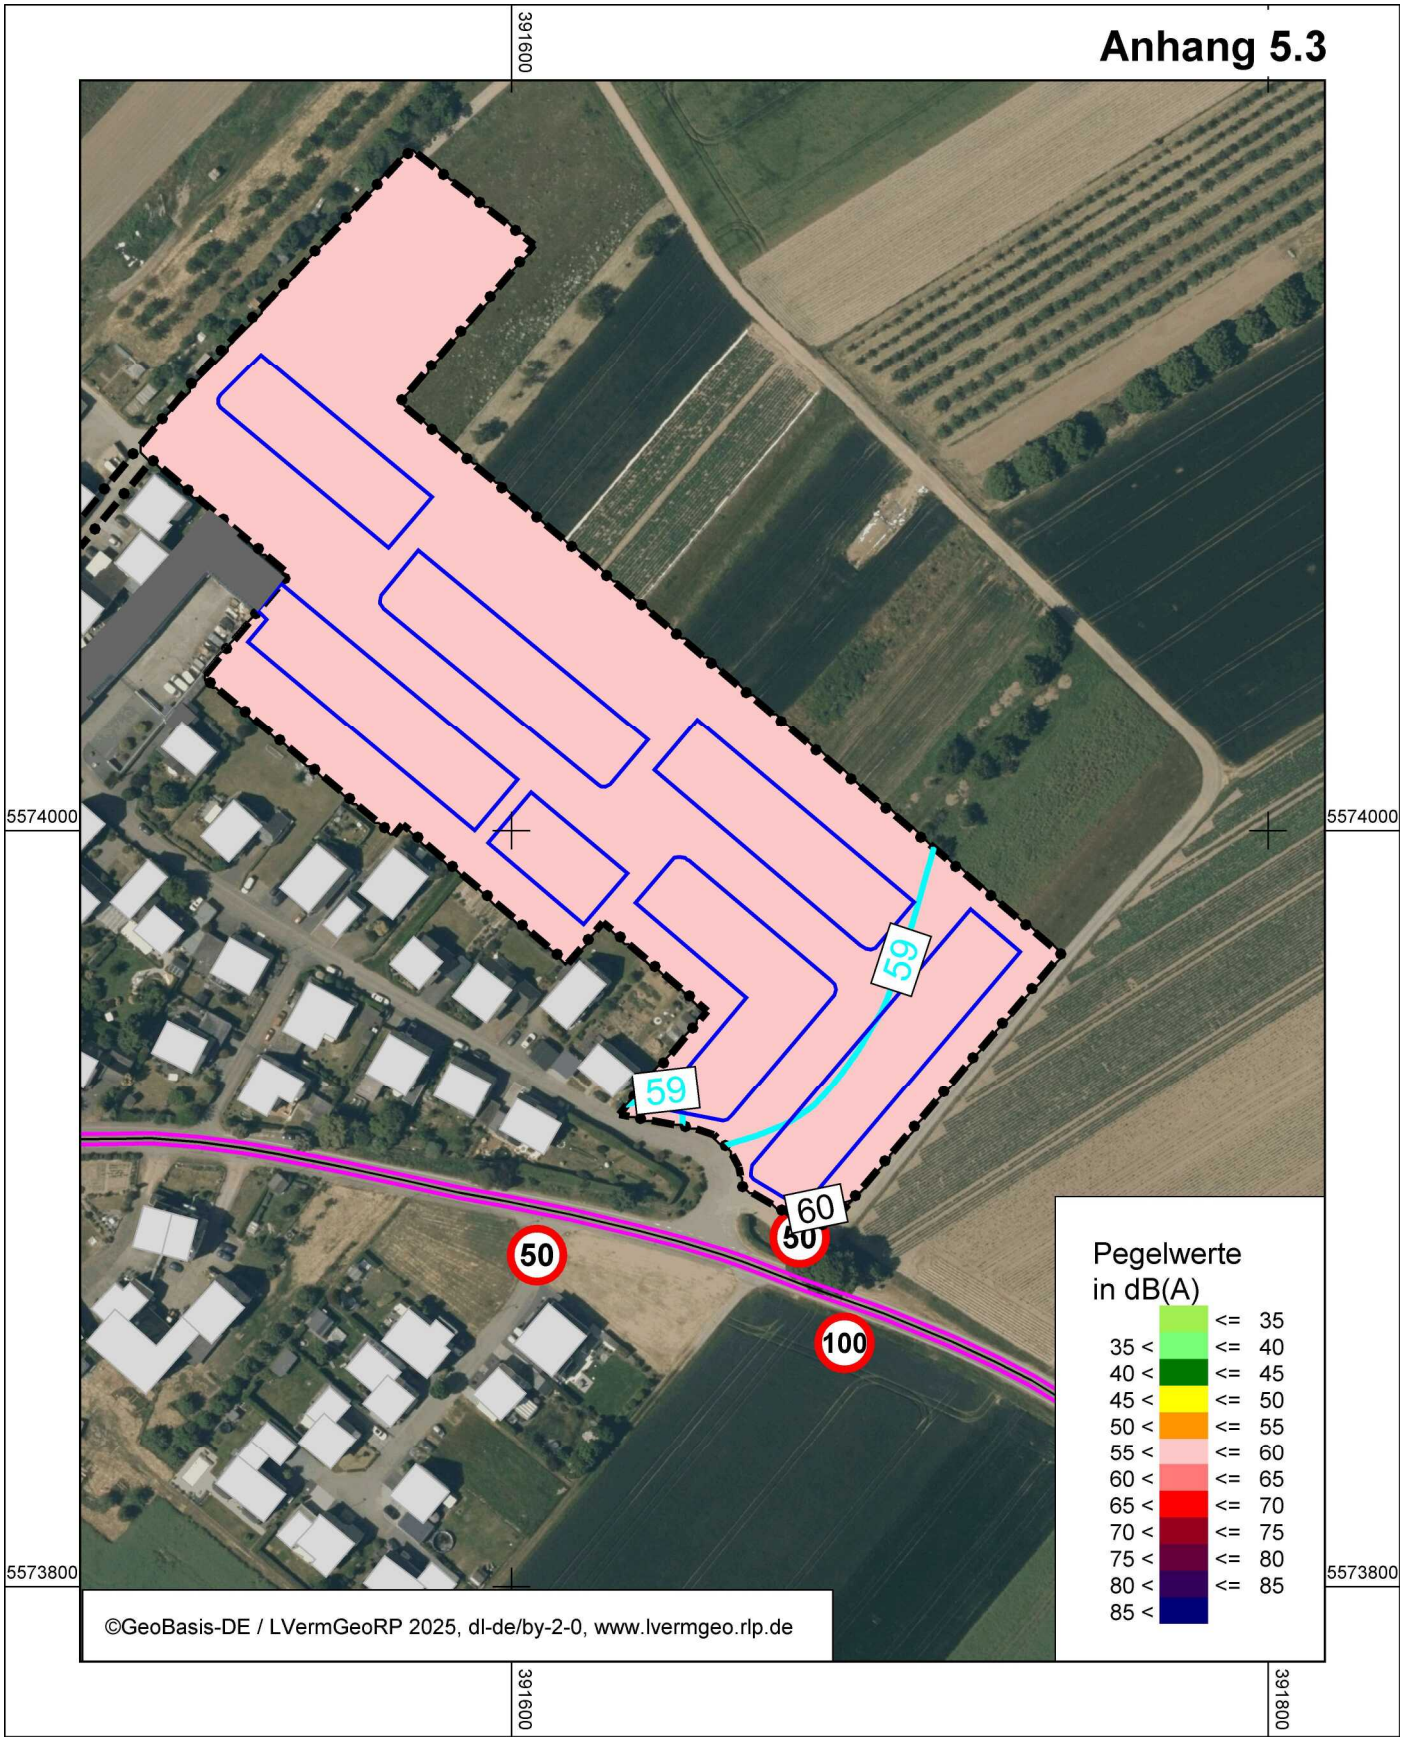 391600
Anhang 5.3
5574000
5574000
59
59
60
50
50
100
Pegelwerte
in dB(A)
<= 35
35 < <= 40
40 < <= 45
45 < <= 50
50 < <= 55
55 < <= 60
60 < <= 65
65 < <= 70
70 < <= 75
75 < <= 80
80 < <= 85
85 <
5573800
5573800
©GeoBasis-DE / LVermGeoRP 2025, dl-de/by-2-0, www.lvermgeo.rlp.de
391600
391800